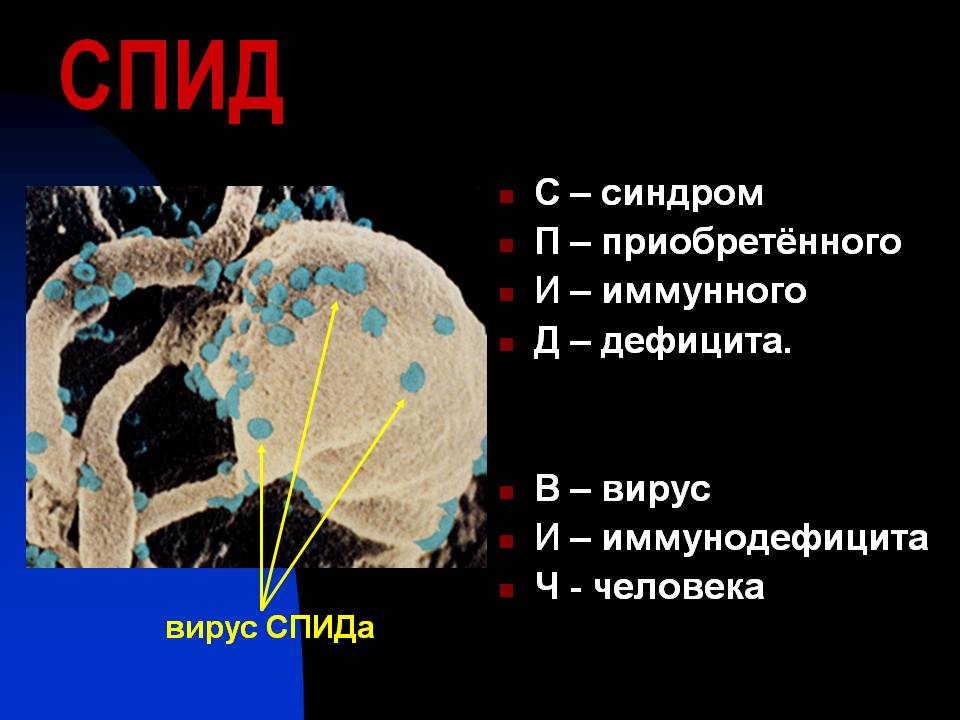 СПИД
С – синдром
П – приобретённого
И – иммунного
Д – дефицита.
В – вирус
И – иммунодефицита
Ч - человека
вирус СПИДа